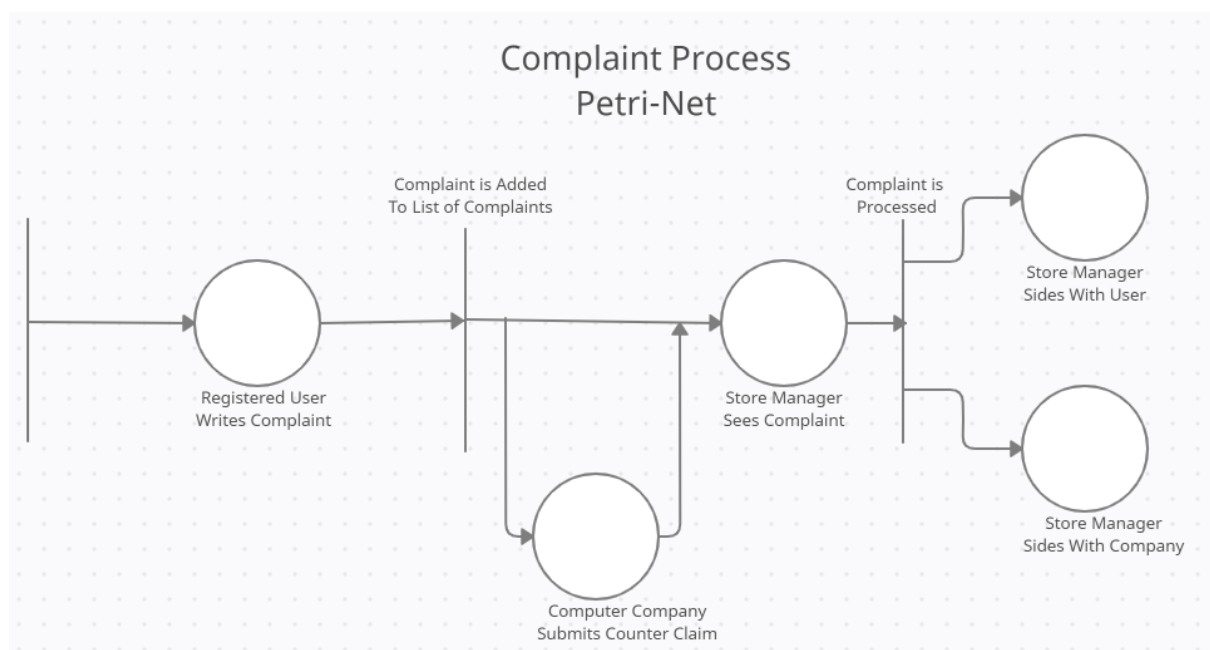 Complaint Process
Petri-Net
Complaint is Added
To List of Complaints
Complaint is
Processed
Store Manager
Sides With User
Registered User
Writes Complaint
Store Manager
Sees Complaint
Store Manager
Sides With Company
Computer Company
Submits Counter Claim